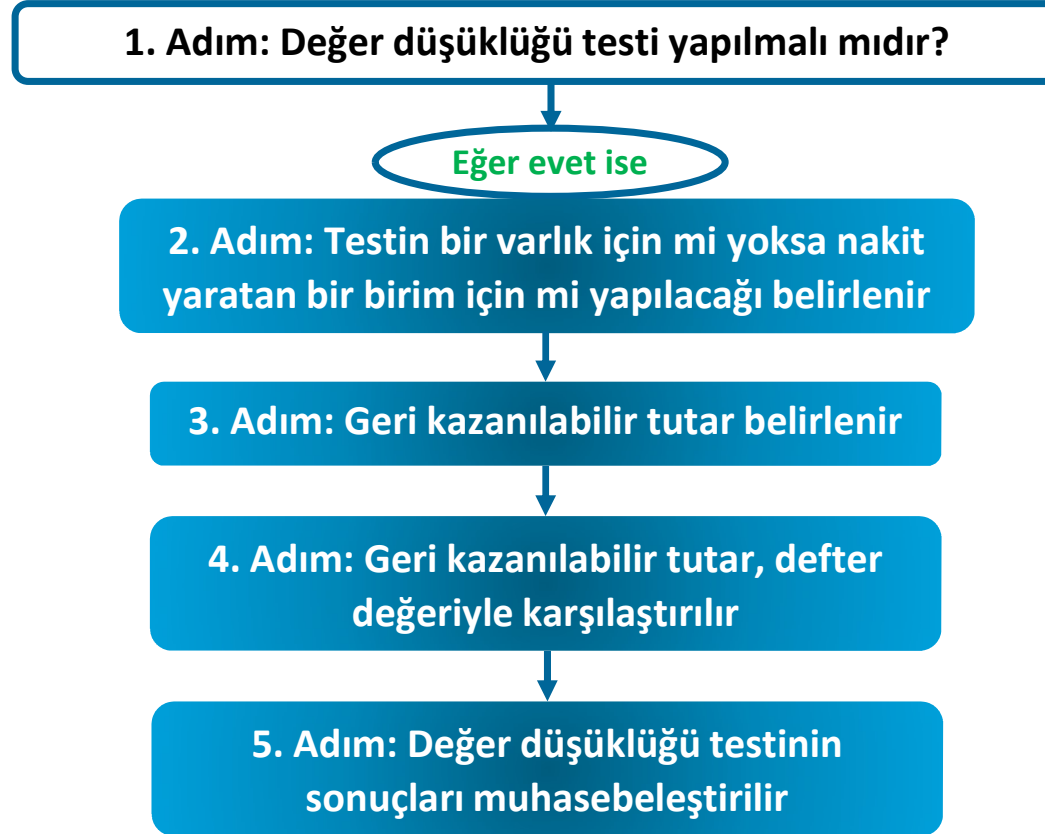 1. Adım: Değer düşüklüğü testi yapılmalı mıdır?
Eğer evet ise
2. Adım: Testin bir varlık için mi yoksa nakit
yaratan bir birim için mi yapılacağı belirlenir
3. Adım: Geri kazanılabilir tutar belirlenir
4. Adım: Geri kazanılabilir tutar, defter
değeriyle karşılaştırılır
5. Adım: Değer düşüklüğü testinin
sonuçları muhasebeleştirilir